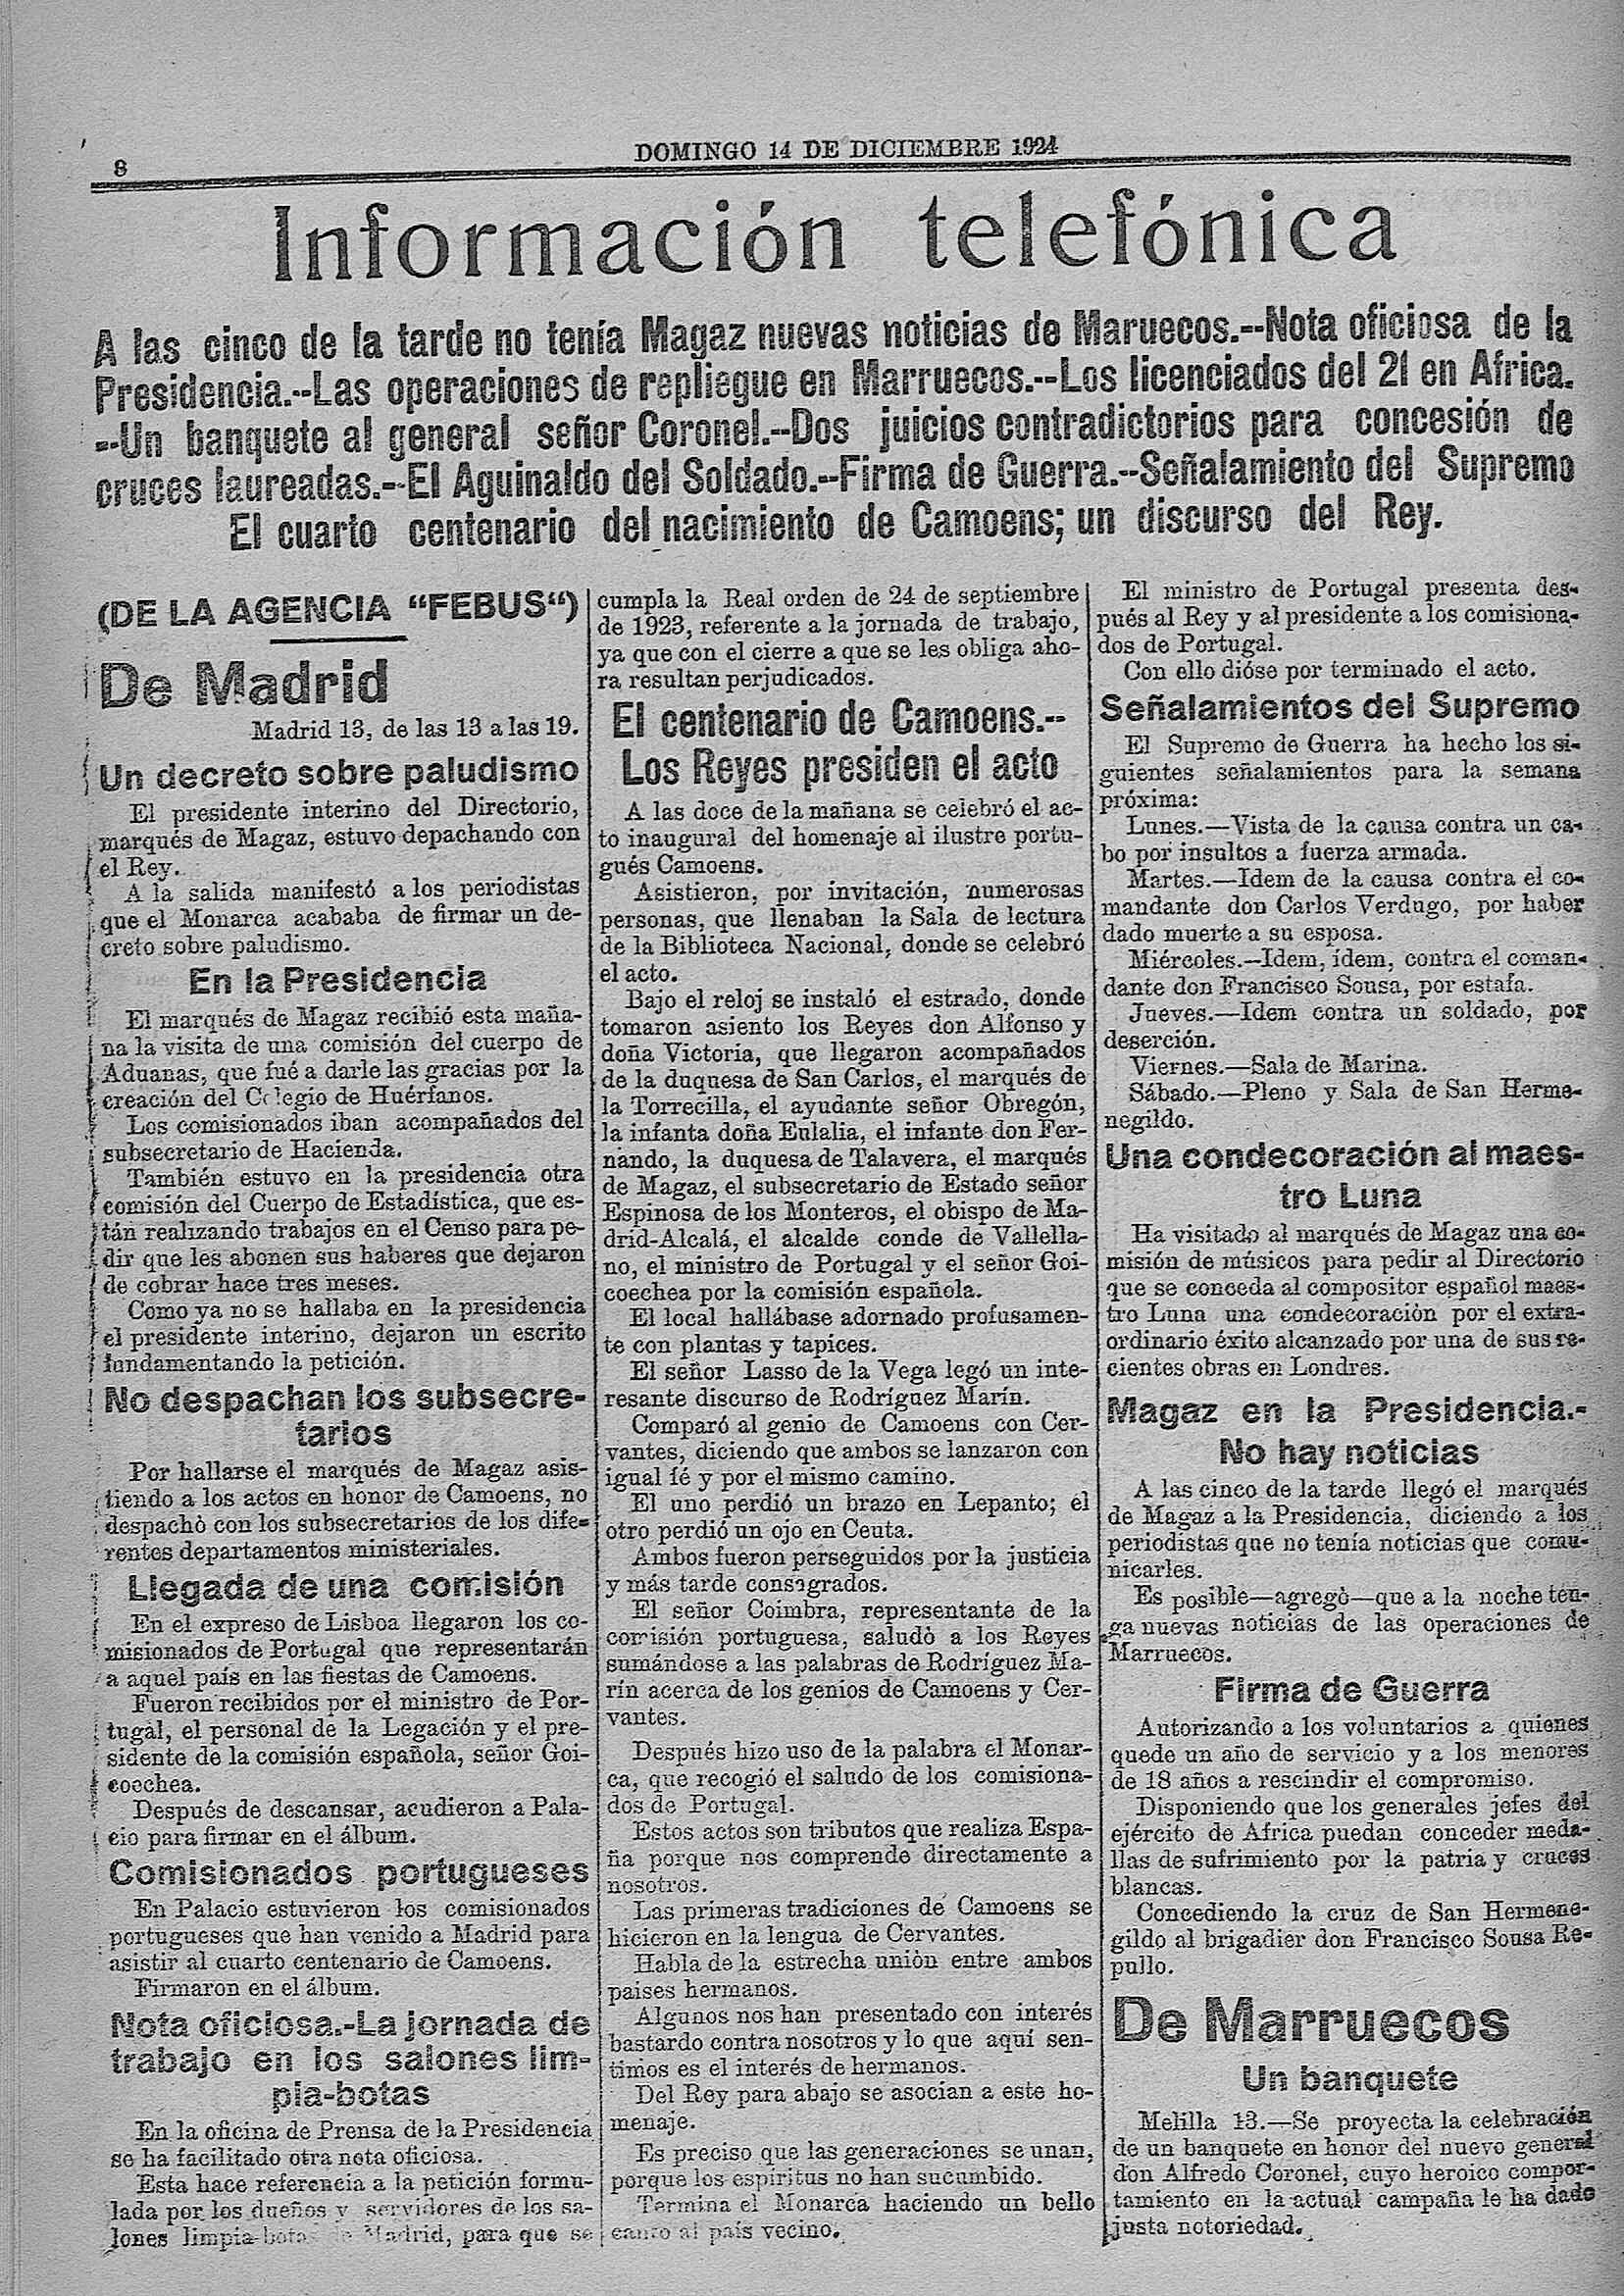 8
DOMINGO 14 DE DICIEMBRE 1924
Información telefónica
A las cinco de la tarde no tenía Magaz nuevas noticias de Maruecos.--Nota oficiosa de la
Presidencia.--Las operaciones de repliegue en Marruecos.--Los licenciados del 21 en Africa.
--Un banquete al general señor Coronel.--Dos juicios contradictorios para concesión de
cruces laureadas.--El Aguinaldo del Soldado.--Firma de Guerra.--Señalamiento del Supremo
El cuarto centenario del nacimiento de Camoens; un discurso del Rey.
(DE LA AGENCIA "FEBUS")
De Madrid
Madrid 13, de las 13 a las 19.
Un decreto sobre paludismo
El presidente interino del Directorio,
marqués de Magaz, estuvo depachando con
el Rey.
A la salida manifestó a los periodistas
que el Monarca acababa de firmar un de-
creto sobre paludismo.
En la Presidencia
El marqués de Magaz recibió esta maña-
na la visita de una comisión del cuerpo de
Aduanas, que fué a darle las gracias por la
creación del Colegio de Huérfanos.
Los comisionados iban acompañados del
subsecretario de Hacienda.
También estuvo en la presidencia otra
comisión del Cuerpo de Estadística, que es-
tán realizando trabajos en el Censo para pe-
dir que les abonen sus haberes que dejaron
de cobrar hace tres meses.
Como ya no se hallaba en la presidencia
el presidente interino, dejaron un escrito
fundamentando la petición.
No despachan los subsecre-
tarios
Por hallarse el marqués de Magaz asis-
tiendo a los actos en honor de Camoens, no
despachò con los subsecretarios de los dife-
rentes departamentos ministeriales.
Llegada de una comisión
En el expreso de Lisboa llegaron los co-
misionados de Portugal que representarán
a aquel país en las fiestas de Camoens.
Fueron recibidos por el ministro de Por-
tugal, el personal de la Legación y el pre-
sidente de la comisión española, señor Goi-
coechea.
Después de descansar, acudieron a Pala-
cio para firmar en el álbum.
Comisionados portugueses
En Palacio estuvieron los comisionados
portugueses que han venido a Madrid para
asistir al cuarto centenario de Camoens.
Firmaron en el álbum.
Nota oficiosa.-La jornada de
trabajo en los salones lim-
pia-botas
En la oficina de Prensa de la Presidencia
se ha facilitado otra nota oficiosa.
Esta hace referencia a la petición formu-
lada por los dueños y servidores de los sa-
lones limpia-botas de Madrid, para que se
cumpla la Real orden de 24 de septiembre
de 1923, referente a la jornada de trabajo,
ya que con el cierre a que se les obliga aho-
ra resultan perjudicados.
El centenario de Camoens.--
Los Reyes presiden el acto
A las doce de la mañana se celebró el ac-
to inaugural del homenaje al ilustre portu-
gués Camoens.
Asistieron, por invitación, numerosas
personas, que llenaban la Sala de lectura
de la Biblioteca Nacional, donde se celebró
el acto.
Bajo el reloj se instaló el estrado, donde
tomaron asiento los Reyes don Alfonso y
doña Victoria, que llegaron acompañados
de la duquesa de San Carlos, el marqués de
la Torrecilla, el ayudante señor Obregón,
la infanta doña Eulalia, el infante don Fer-
nando, la duquesa de Talavera, el marqués
de Magaz, el subsecretario de Estado señor
Espinosa de los Monteros, el obispo de Ma-
drid-Alcalá, el alcalde conde de Vallella-
no, el ministro de Portugal y el señor Goi-
coechea por la comisión española.
El local hallábase adornado profusamen-
te con plantas y tapices.
El señor Lasso de la Vega legó un inte-
resante discurso de Rodríguez Marín.
Comparó al genio de Camoens con Cer-
vantes, diciendo que ambos se lanzaron con
igual fé y por el mismo camino.
El uno perdió un brazo en Lepanto; el
otro perdió un ojo en Ceuta.
Ambos fueron perseguidos por la justicia
y más tarde consagrados.
El señor Coimbra, representante de la
comisión portuguesa, saludò a los Reyes
sumándose a las palabras de Rodríguez Ma-
rín acerca de los genios de Camoens y Cer-
vantes.
Después hizo uso de la palabra el Monar-
ca, que recogió el saludo de los comisiona-
dos de Portugal.
Estos actos son tributos que realiza Espa-
ña porque nos comprende directamente a
nosotros.
Las primeras tradiciones de Camoens se
hicieron en la lengua de Cervantes.
Habla de la estrecha unión entre ambos
paises hermanos.
Algunos nos han presentado con interés
bastardo contra nosotros y lo que aquí sen-
timos es el interés de hermanos.
Del Rey para abajo se asocian a este ho-
menaje.
Es preciso que las generaciones se unan,
porque los espiritus no han sucumbido.
Termina el Monarca haciendo un bello
canto al país vecino.
El ministro de Portugal presenta des-
pués al Rey y al presidente a los comisiona-
dos de Portugal.
Con ello dióse por terminado el acto.
Señalamientos del Supremo
El Supremo de Guerra ha hecho los si-
guientes señalamientos para la semana
próxima:
Lunes.—Vista de la causa contra un ca-
bo por insultos a fuerza armada.
Martes.—Idem de la causa contra el co-
mandante don Carlos Verdugo, por haber
dado muerte a su esposa.
Miércoles.—Idem, ídem, contra el coman-
dante don Francisco Sousa, por estafa.
Jueves.—Idem contra un soldado, por
deserción.
Viernes.—Sala de Marina.
Sábado.—Pleno y Sala de San Herme-
negildo.
Una condecoración al maes-
tro Luna
Ha visitado al marqués de Magaz una co-
misión de músicos para pedir al Directorio
que se conceda al compositor español maes-
tro Luna una condecoración por el extra-
ordinario éxito alcanzado por una de sus re-
cientes obras en Londres.
Magaz en la Presidencia.-
No hay noticias
A las cinco de la tarde llegó el marqués
de Magaz a la Presidencia, diciendo a los
periodistas que no tenía noticias que comu-
nicarles.
Es posible—agregò—que a la noche ten-
ga nuevas noticias de las operaciones de
Marruecos.
Firma de Guerra
Autorizando a los voluntarios a quienes
quede un año de servicio y a los menores
de 18 años a rescindir el compromiso.
Disponiendo que los generales jefes del
ejército de Africa puedan conceder meda-
llas de sufrimiento por la patria y cruces
blancas.
Concediendo la cruz de San Hermene-
gildo al brigadier don Francisco Sousa Re-
pullo.
De Marruecos
Un banquete
Melilla 13.—Se proyecta la celebración
de un banquete en honor del nuevo general
don Alfredo Coronel, cuyo heroico compor-
tamiento en la actual campaña le ha dado
justa notoriedad.